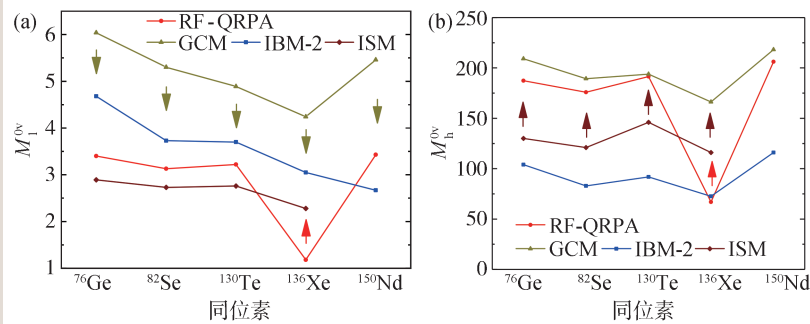 (a)
RF-QRPA
GCM IBM-2 ISM
6
5
4
3
2
1
M_l^{0ν}
⁷⁶Ge ⁸²Se ¹³⁰Te ¹³⁶Xe ¹⁵⁰Nd
同位素
(b)
250
200
150
100
50
0
M_h^{0ν}
RF-QRPA
GCM IBM-2 ISM
⁷⁶Ge ⁸²Se ¹³⁰Te ¹³⁶Xe ¹⁵⁰Nd
同位素